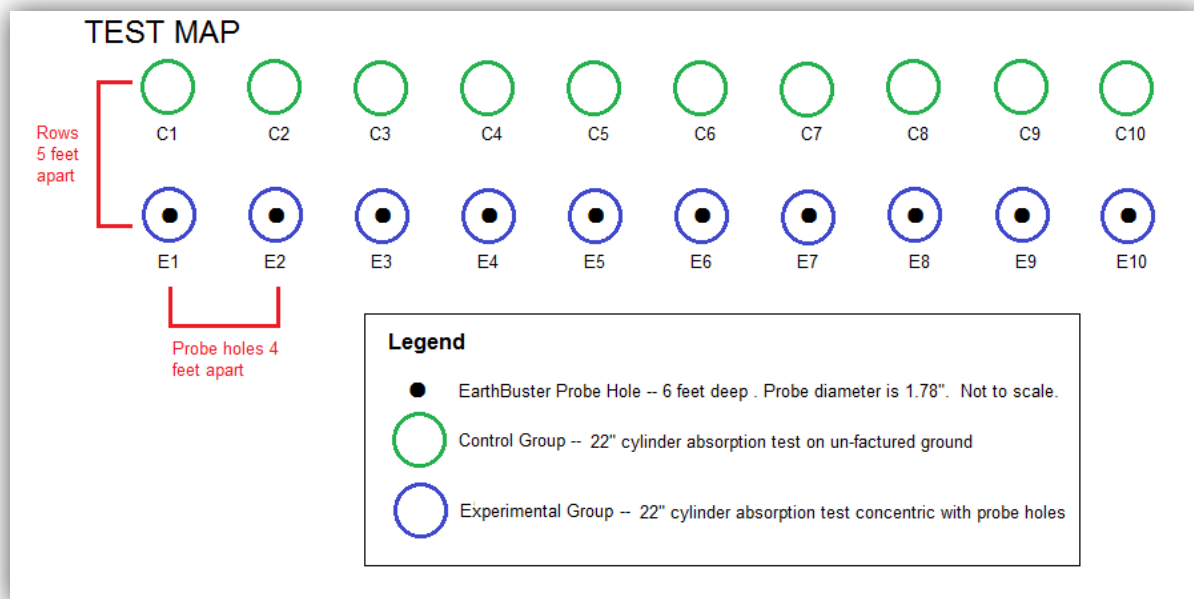 TEST MAP
C1 C2 C3 C4 C5 C6 C7 C8 C9 C10
Rows
5 feet
apart
E1 E2 E3 E4 E5 E6 E7 E8 E9 E10
Probe holes 4
feet apart
Legend
EarthBuster Probe Hole -- 6 feet deep . Probe diameter is 1.78". Not to scale.
Control Group -- 22" cylinder absorption test on un-factured ground
Experimental Group -- 22" cylinder absorption test concentric with probe holes